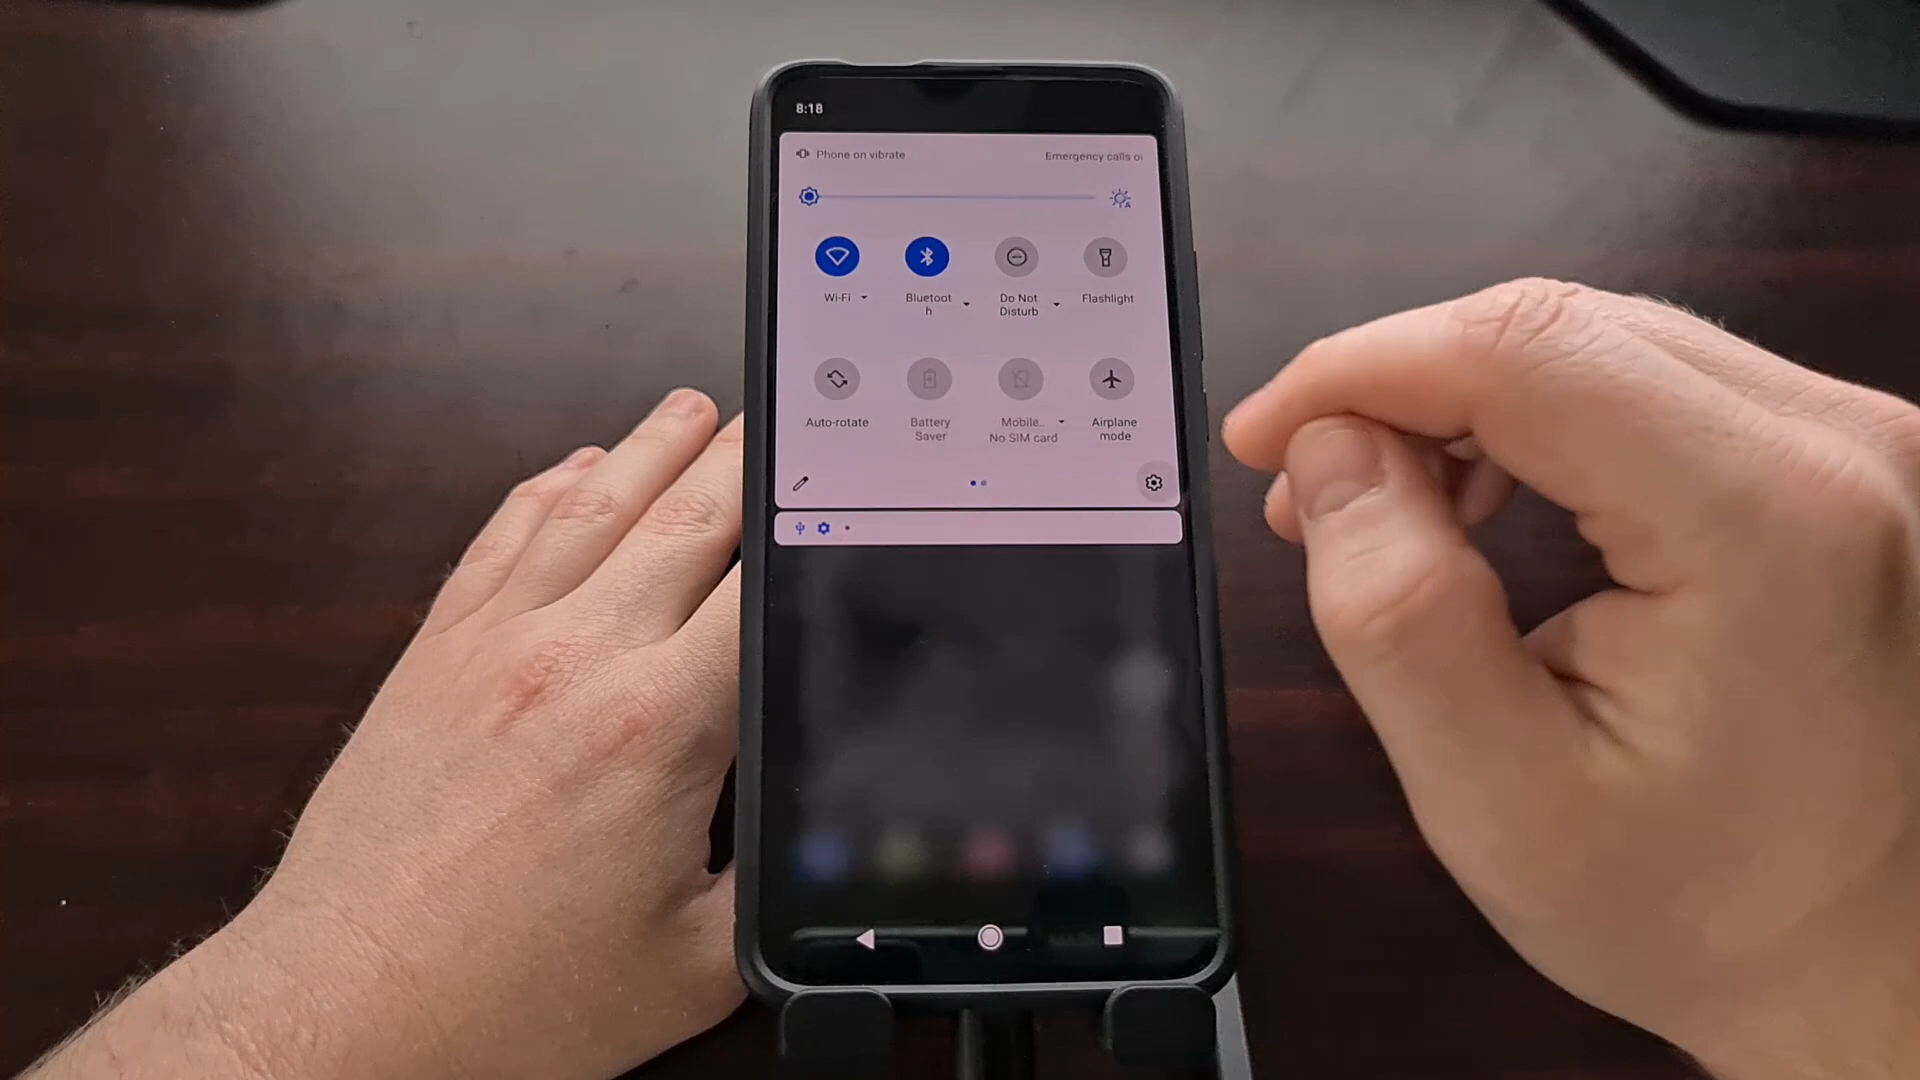 8:18
Phone on vibrate
Emergency calls o
Wi-Fi
Bluetoot
h
Do Not
Disturb
Flashlight
Auto-rotate
Battery
Saver
Mobile..
No SIM card
Airplane
mode